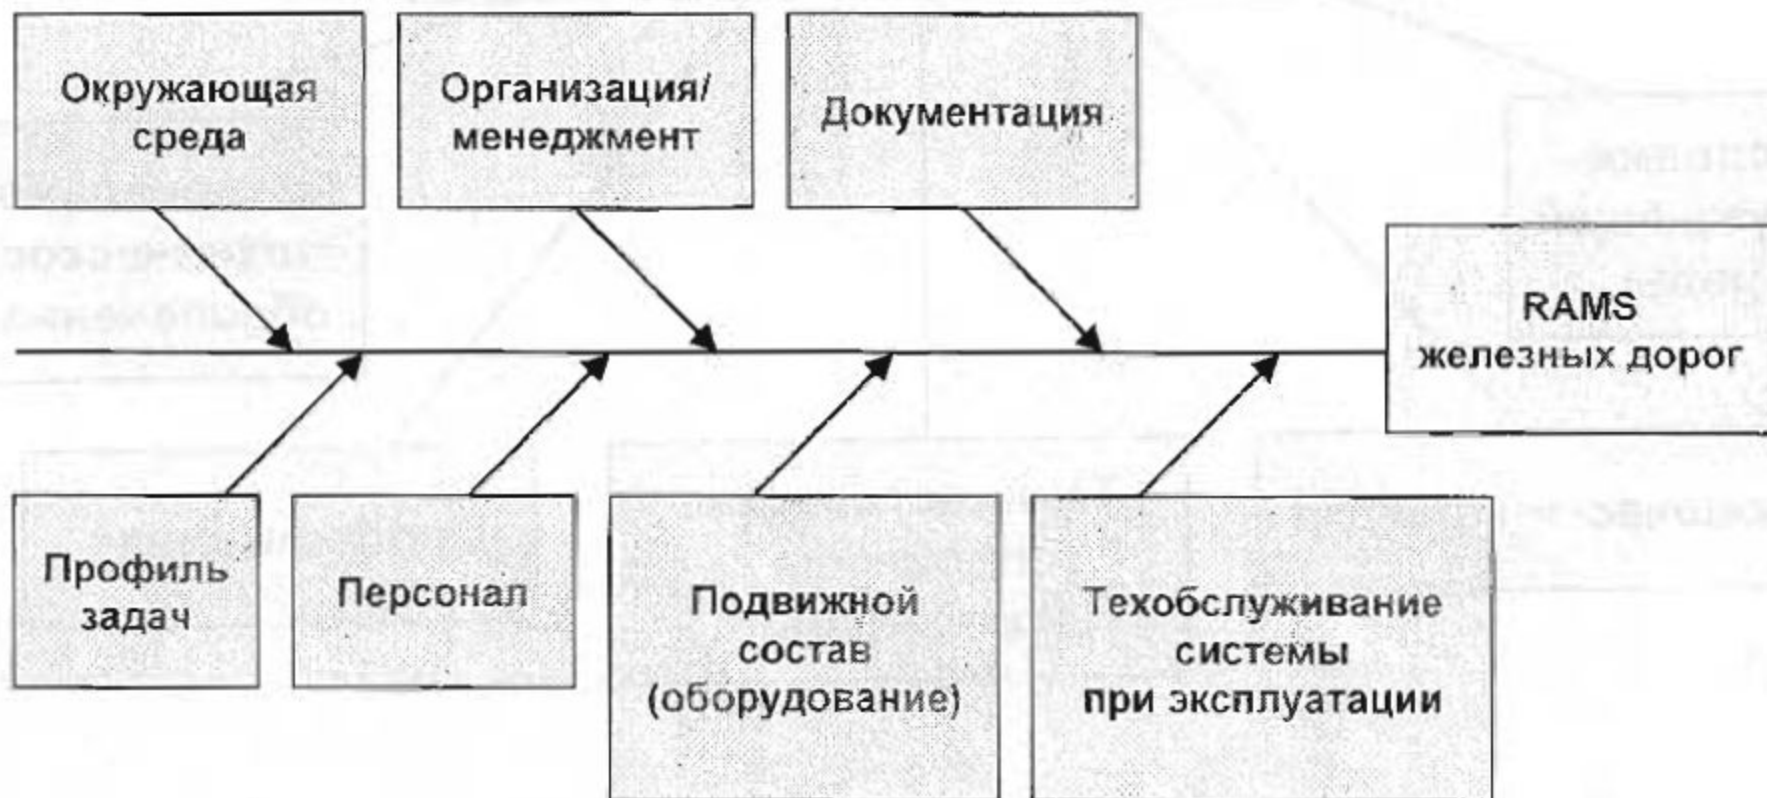 Окружающая
среда
Организация/
менеджмент
Документация
RAMS
железных дорог
Профиль
задач
Персонал
Подвижной
состав
(оборудование)
Техобслуживание
системы
при эксплуатации